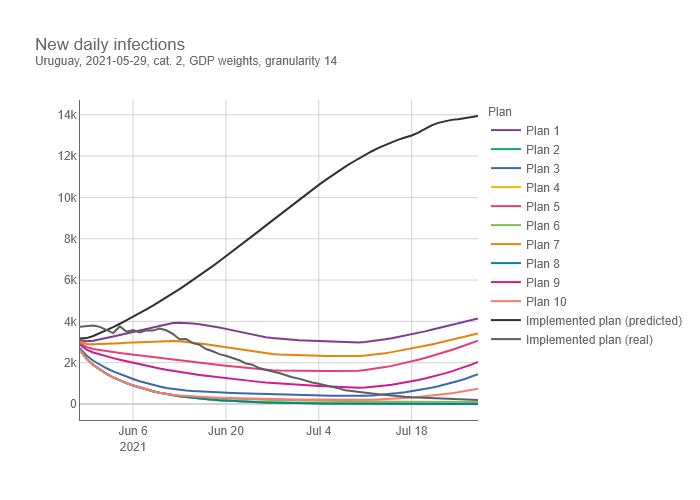 New daily infections
Uruguay, 2021-05-29, cat. 2, GDP weights, granularity 14
14k
12k
10k
8k
6k
4k
2k
0
Jun 6
2021
Jun 20
Jul 4
Jul 18
Plan
Plan 1
Plan 2
Plan 3
Plan 4
Plan 5
Plan 6
Plan 7
Plan 8
Plan 9
Plan 10
Implemented plan (predicted)
Implemented plan (real)